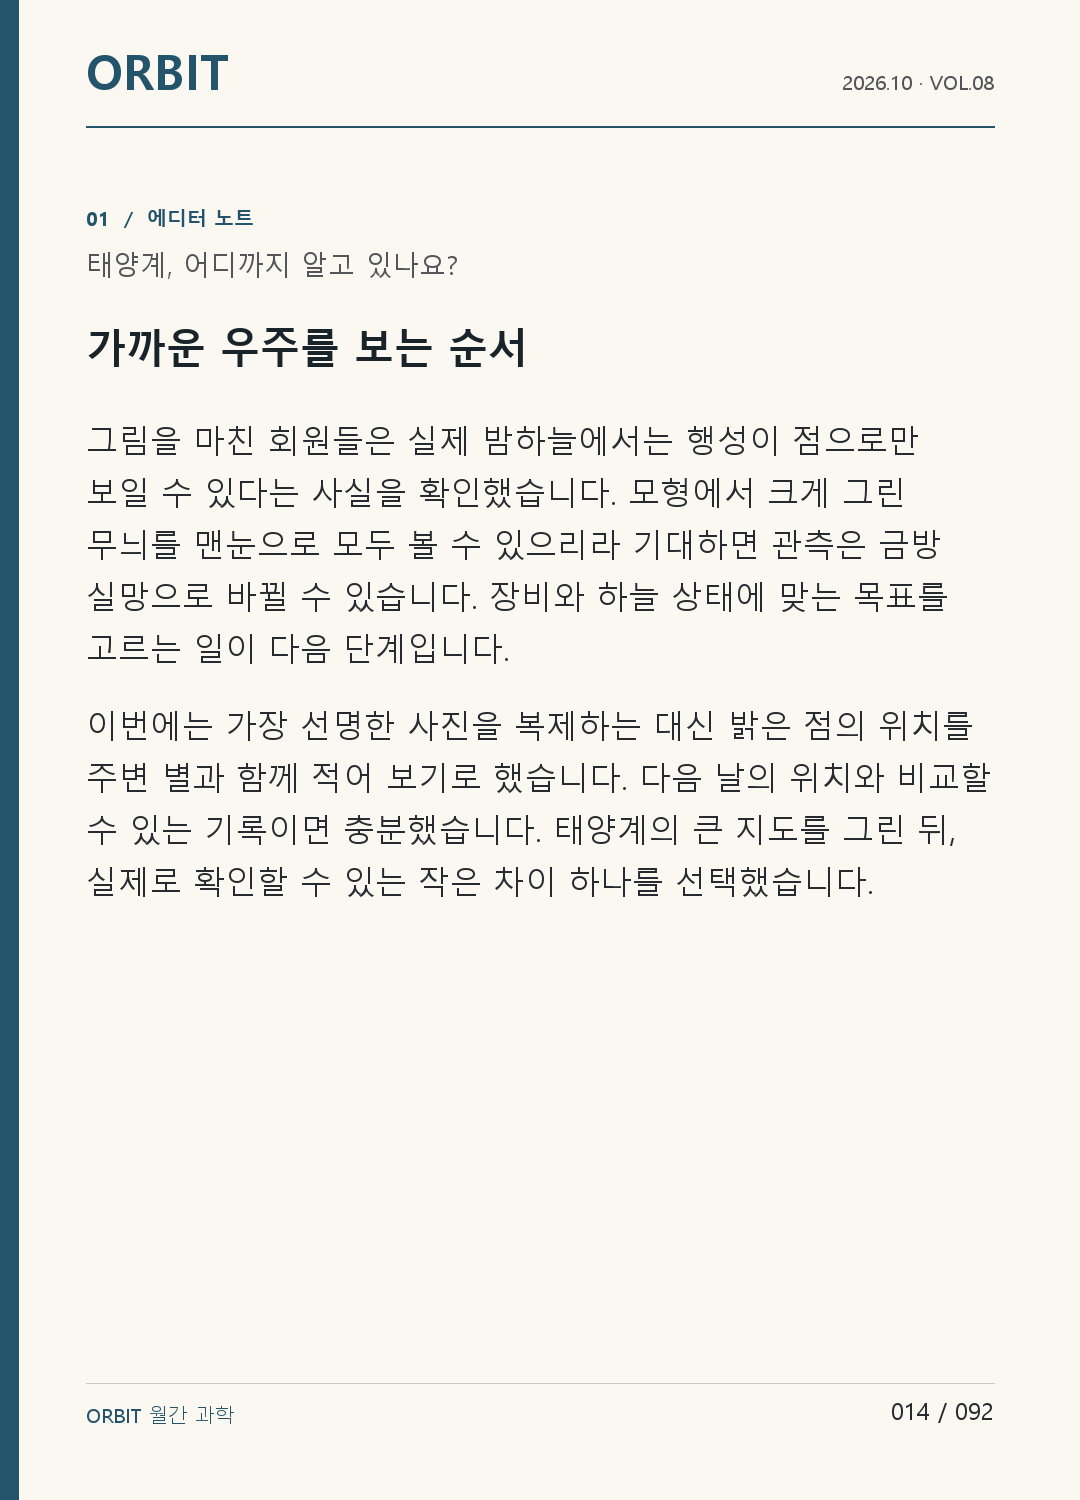 ORBIT
2026.10 · VOL.08
01 / 에디터 노트
태양계, 어디까지 알고 있나요?
가까운 우주를 보는 순서
그림을 마친 회원들은 실제 밤하늘에서는 행성이 점으로만
보일 수 있다는 사실을 확인했습니다. 모형에서 크게 그린
무늬를 맨눈으로 모두 볼 수 있으리라 기대하면 관측은 금방
실망으로 바뀔 수 있습니다. 장비와 하늘 상태에 맞는 목표를
고르는 일이 다음 단계입니다.
이번에는 가장 선명한 사진을 복제하는 대신 밝은 점의 위치를
주변 별과 함께 적어 보기로 했습니다. 다음 날의 위치와 비교할
수 있는 기록이면 충분했습니다. 태양계의 큰 지도를 그린 뒤,
실제로 확인할 수 있는 작은 차이 하나를 선택했습니다.
ORBIT 월간 과학
014 / 092